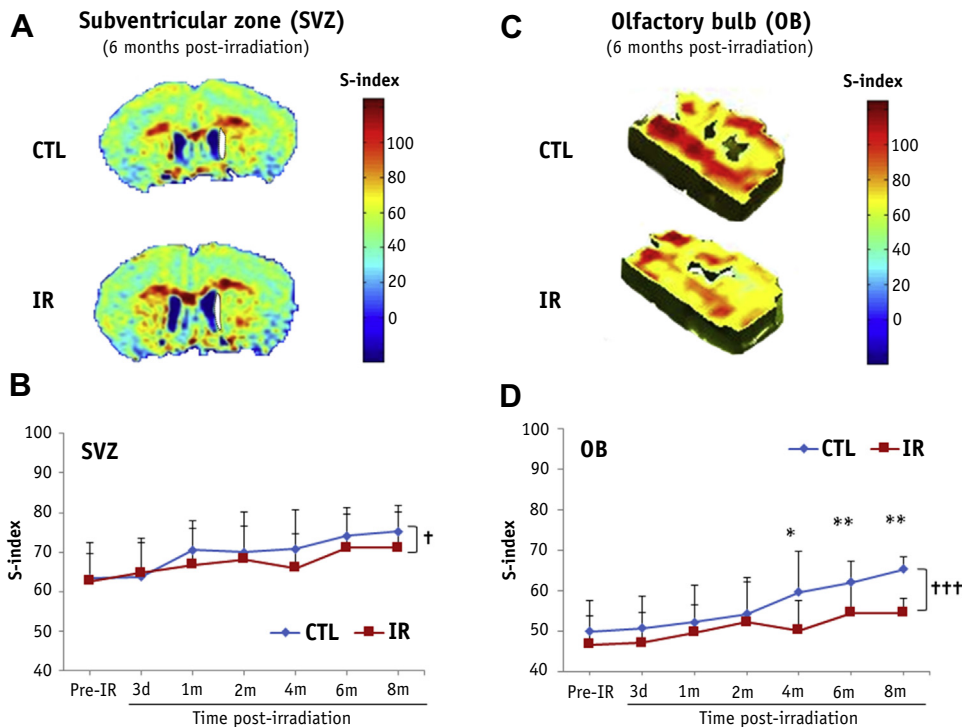 A
Subventricular zone (SVZ)
(6 months post-irradiation)
S-index
CTL
IR
100
80
60
40
20
0
C
Olfactory bulb (OB)
(6 months post-irradiation)
S-index
CTL
IR
100
80
60
40
20
0
B
SVZ
S-index
100
90
80
70
60
50
40
†
CTL IR
Pre-IR 3d 1m 2m 4m 6m 8m
Time post-irradiation
D
OB
S-index
100
90
80
70
60
50
40
CTL IR
* ** **
†††
Pre-IR 3d 1m 2m 4m 6m 8m
Time post-irradiation